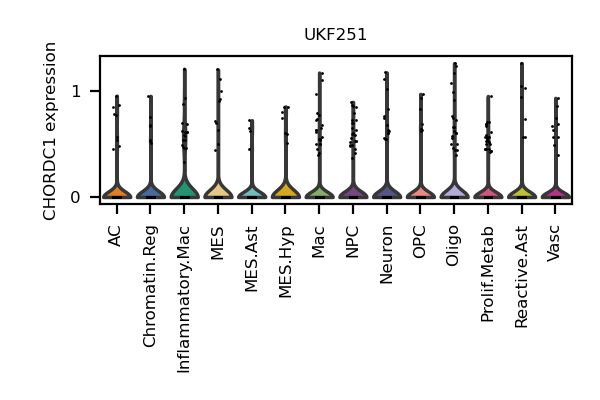 UKF251
CHORDC1 expression
1
0
AC
Chromatin.Reg
Inflammatory.Mac
MES
MES.Ast
MES.Hyp
Mac
NPC
Neuron
OPC
Oligo
Prolif.Metab
Reactive.Ast
Vasc